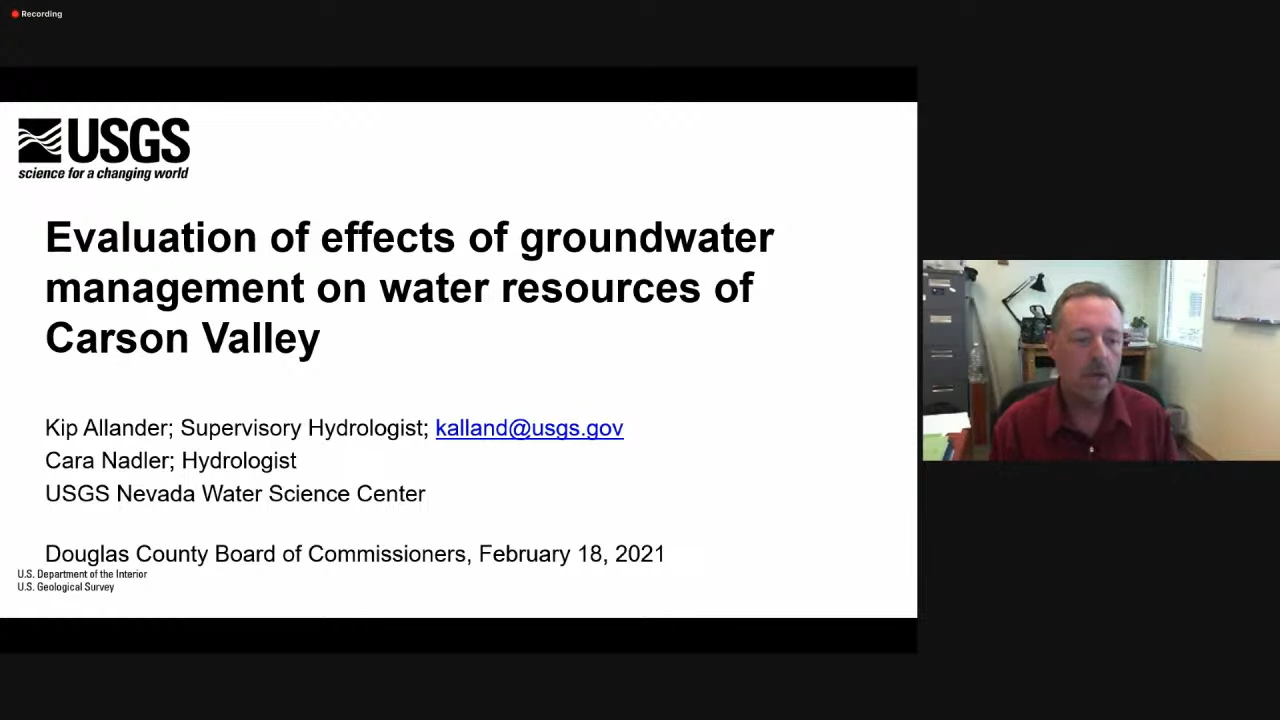 Recording
USGS
science for a changing world
Evaluation of effects of groundwater
management on water resources of
Carson Valley
Kip Allander; Supervisory Hydrologist; kalland@usgs.gov
Cara Nadler; Hydrologist
USGS Nevada Water Science Center
Douglas County Board of Commissioners, February 18, 2021
U.S. Department of the Interior
U.S. Geological Survey